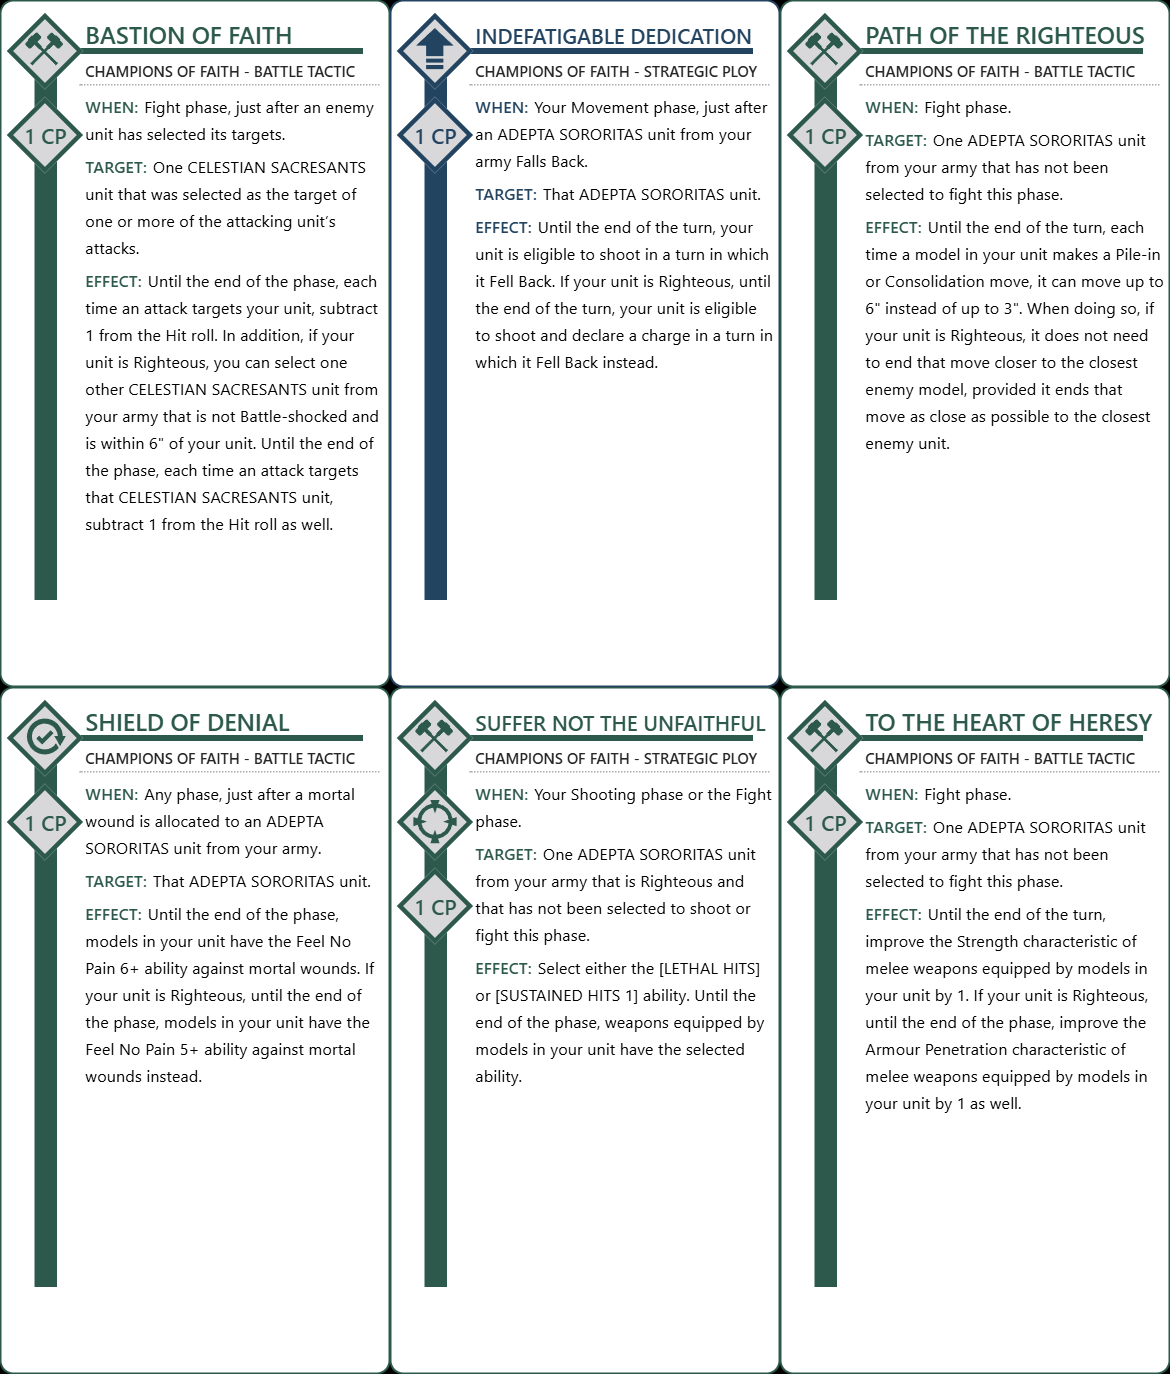 BASTION OF FAITH
CHAMPIONS OF FAITH - BATTLE TACTIC
1 CP
WHEN: Fight phase, just after an enemy
unit has selected its targets.
TARGET: One CELESTIAN SACRESANTS
unit that was selected as the target of
one or more of the attacking unit's
attacks.
EFFECT: Until the end of the phase, each
time an attack targets your unit, subtract
1 from the Hit roll. In addition, if your
unit is Righteous, you can select one
other CELESTIAN SACRESANTS unit from
your army that is not Battle-shocked and
is within 6" of your unit. Until the end of
the phase, each time an attack targets
that CELESTIAN SACRESANTS unit,
subtract 1 from the Hit roll as well.
INDEFATIGABLE DEDICATION
CHAMPIONS OF FAITH - STRATEGIC PLOY
1 CP
WHEN: Your Movement phase, just after
an ADEPTA SORORITAS unit from your
army Falls Back.
TARGET: That ADEPTA SORORITAS unit.
EFFECT: Until the end of the turn, your
unit is eligible to shoot in a turn in which
it Fell Back. If your unit is Righteous, until
the end of the turn, your unit is eligible
to shoot and declare a charge in a turn in
which it Fell Back instead.
PATH OF THE RIGHTEOUS
CHAMPIONS OF FAITH - BATTLE TACTIC
1 CP
WHEN: Fight phase.
TARGET: One ADEPTA SORORITAS unit
from your army that has not been
selected to fight this phase.
EFFECT: Until the end of the turn, each
time a model in your unit makes a Pile-in
or Consolidation move, it can move up to
6" instead of up to 3". When doing so, if
your unit is Righteous, it does not need
to end that move closer to the closest
enemy model, provided it ends that
move as close as possible to the closest
enemy unit.
SHIELD OF DENIAL
CHAMPIONS OF FAITH - BATTLE TACTIC
1 CP
WHEN: Any phase, just after a mortal
wound is allocated to an ADEPTA
SORORITAS unit from your army.
TARGET: That ADEPTA SORORITAS unit.
EFFECT: Until the end of the phase,
models in your unit have the Feel No
Pain 6+ ability against mortal wounds. If
your unit is Righteous, until the end of
the phase, models in your unit have the
Feel No Pain 5+ ability against mortal
wounds instead.
SUFFER NOT THE UNFAITHFUL
CHAMPIONS OF FAITH - STRATEGIC PLOY
1 CP
WHEN: Your Shooting phase or the Fight
phase.
TARGET: One ADEPTA SORORITAS unit
from your army that is Righteous and
that has not been selected to shoot or
fight this phase.
EFFECT: Select either the [LETHAL HITS]
or [SUSTAINED HITS 1] ability. Until the
end of the phase, weapons equipped by
models in your unit have the selected
ability.
TO THE HEART OF HERESY
CHAMPIONS OF FAITH - BATTLE TACTIC
1 CP
WHEN: Fight phase.
TARGET: One ADEPTA SORORITAS unit
from your army that has not been
selected to fight this phase.
EFFECT: Until the end of the turn,
improve the Strength characteristic of
melee weapons equipped by models in
your unit by 1. If your unit is Righteous,
until the end of the phase, improve the
Armour Penetration characteristic of
melee weapons equipped by models in
your unit by 1 as well.